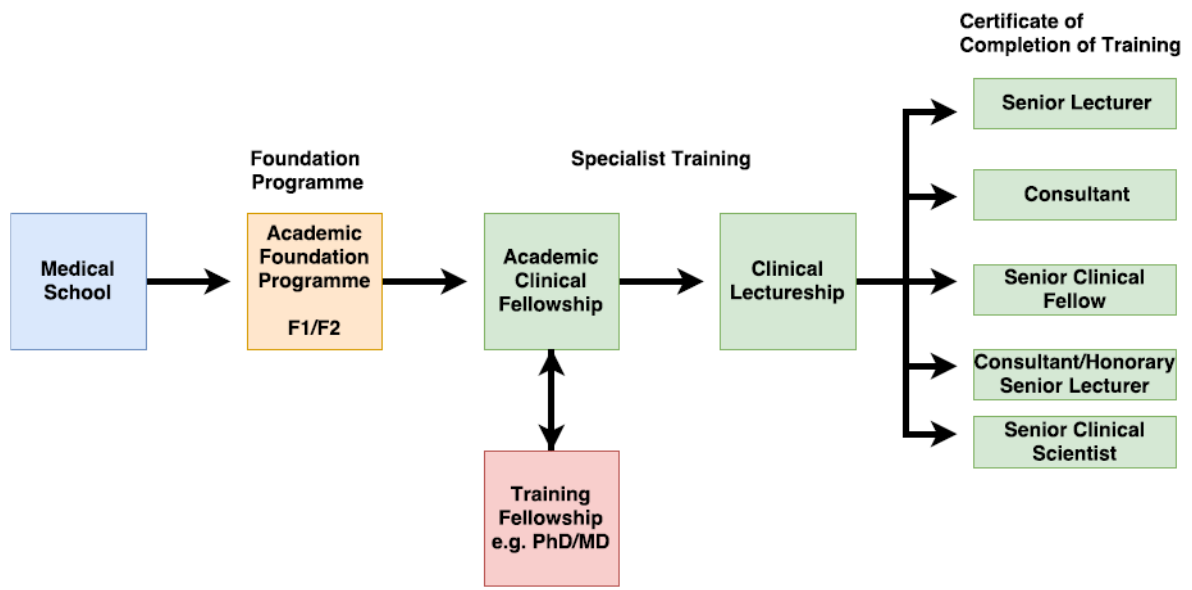 Certificate of
Completion of Training
Senior Lecturer
Foundation
Programme
Specialist Training
Consultant
Medical
School
Academic
Foundation
Programme
F1/F2
Academic
Clinical
Fellowship
Clinical
Lectureship
Senior Clinical
Fellow
Consultant/Honorary
Senior Lecturer
Senior Clinical
Scientist
Training
Fellowship
e.g. PhD/MD